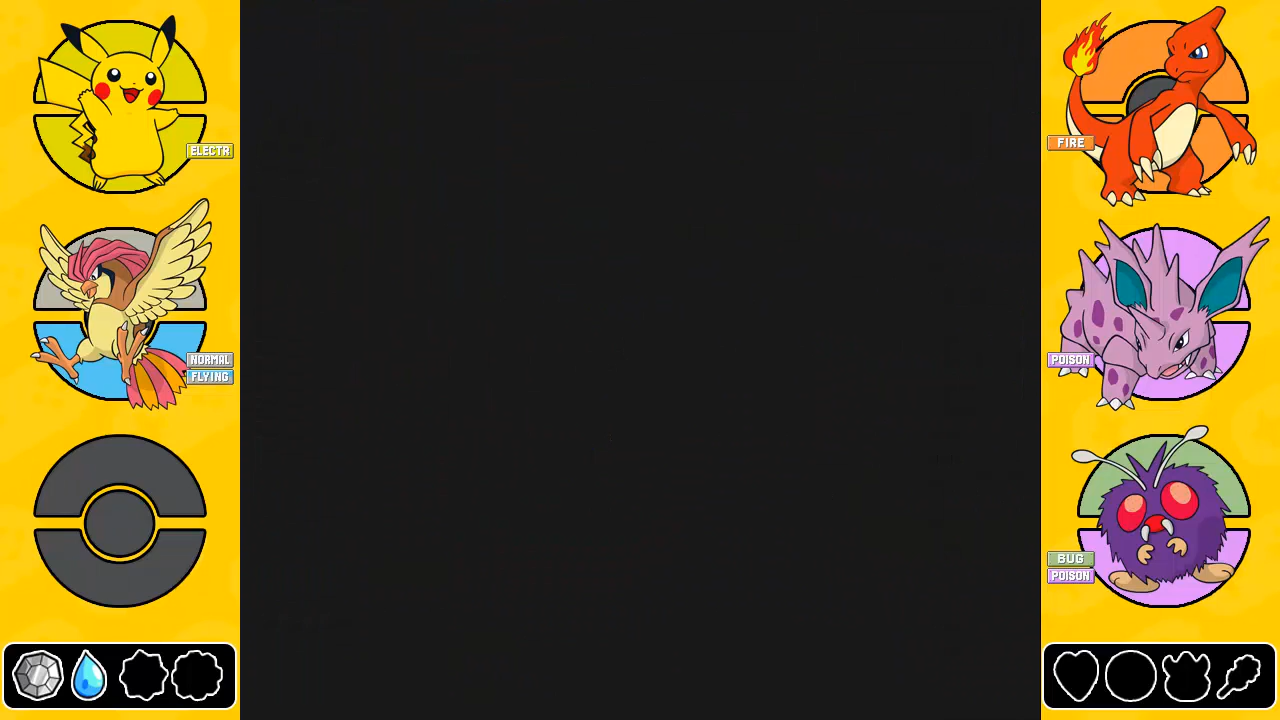 ELECTR
NORMAL
FLYING
FIRE
POISON
BUG
POISON